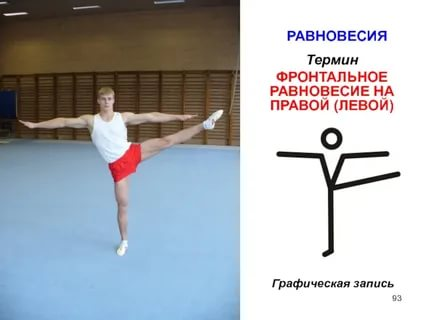 РАВНОВЕСИЯ
Термин
ФРОНТАЛЬНОЕ
РАВНОВЕСИЕ НА
ПРАВОЙ (ЛЕВОЙ)
Графическая запись
93